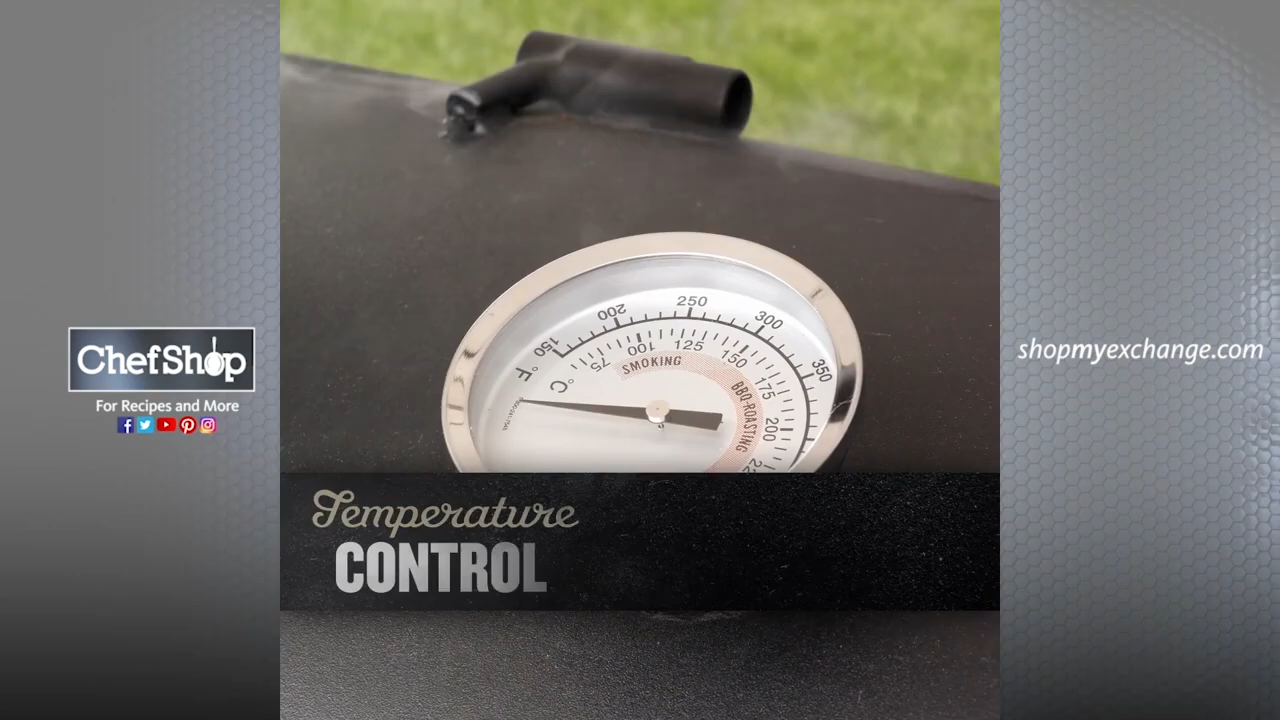 ChefShop
For Recipes and More
shopmyexchange.com
150 200 250 300 350
°F
75 100 125 150 175 200
°C
SMOKING
BBQ-ROASTING
Temperature
CONTROL